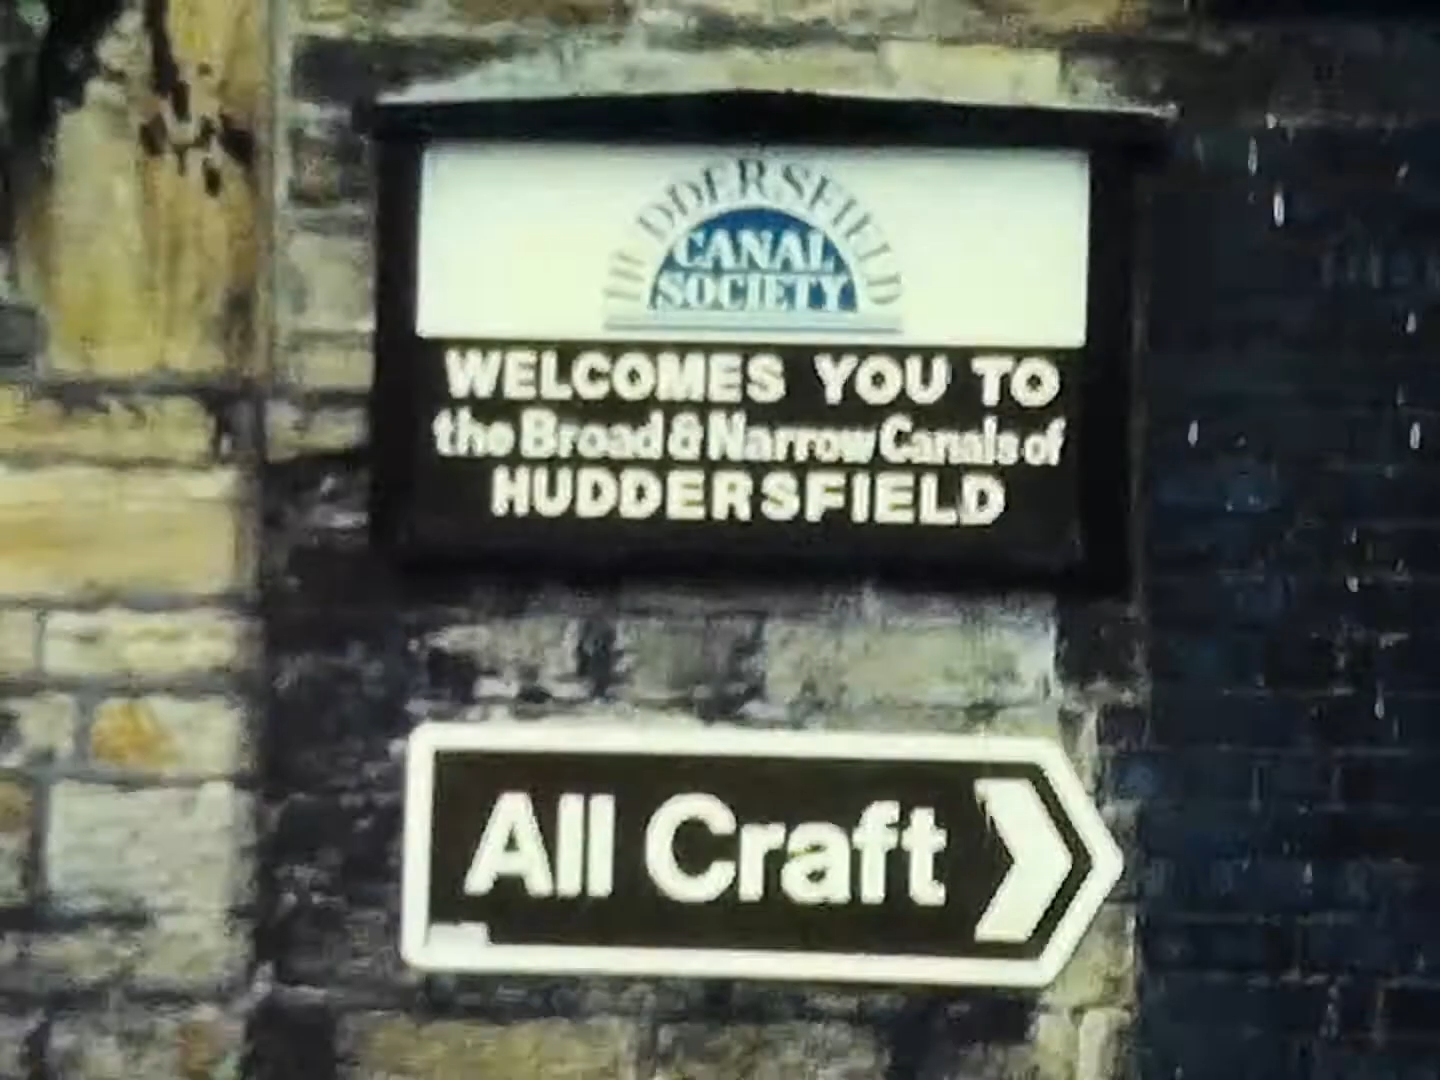 HUDDERSFIELD
CANAL
SOCIETY
WELCOMES YOU TO
the Broad & Narrow Canals of
HUDDERSFIELD
All Craft